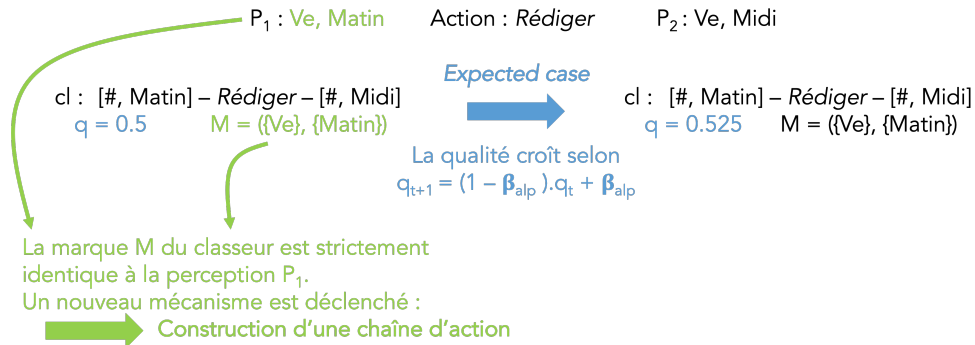 P₁ : Ve, Matin Action : Rédiger P₂ : Ve, Midi
Expected case
cl : [#, Matin] – Rédiger – [#, Midi]
q = 0.5 M = ({Ve}, {Matin})
La qualité croît selon
qₜ₊₁ = (1 – βalp ).qₜ + βalp
cl : [#, Matin] – Rédiger – [#, Midi]
q = 0.525 M = ({Ve}, {Matin})
La marque M du classeur est strictement
identique à la perception P₁.
Un nouveau mécanisme est déclenché :
Construction d’une chaîne d’action